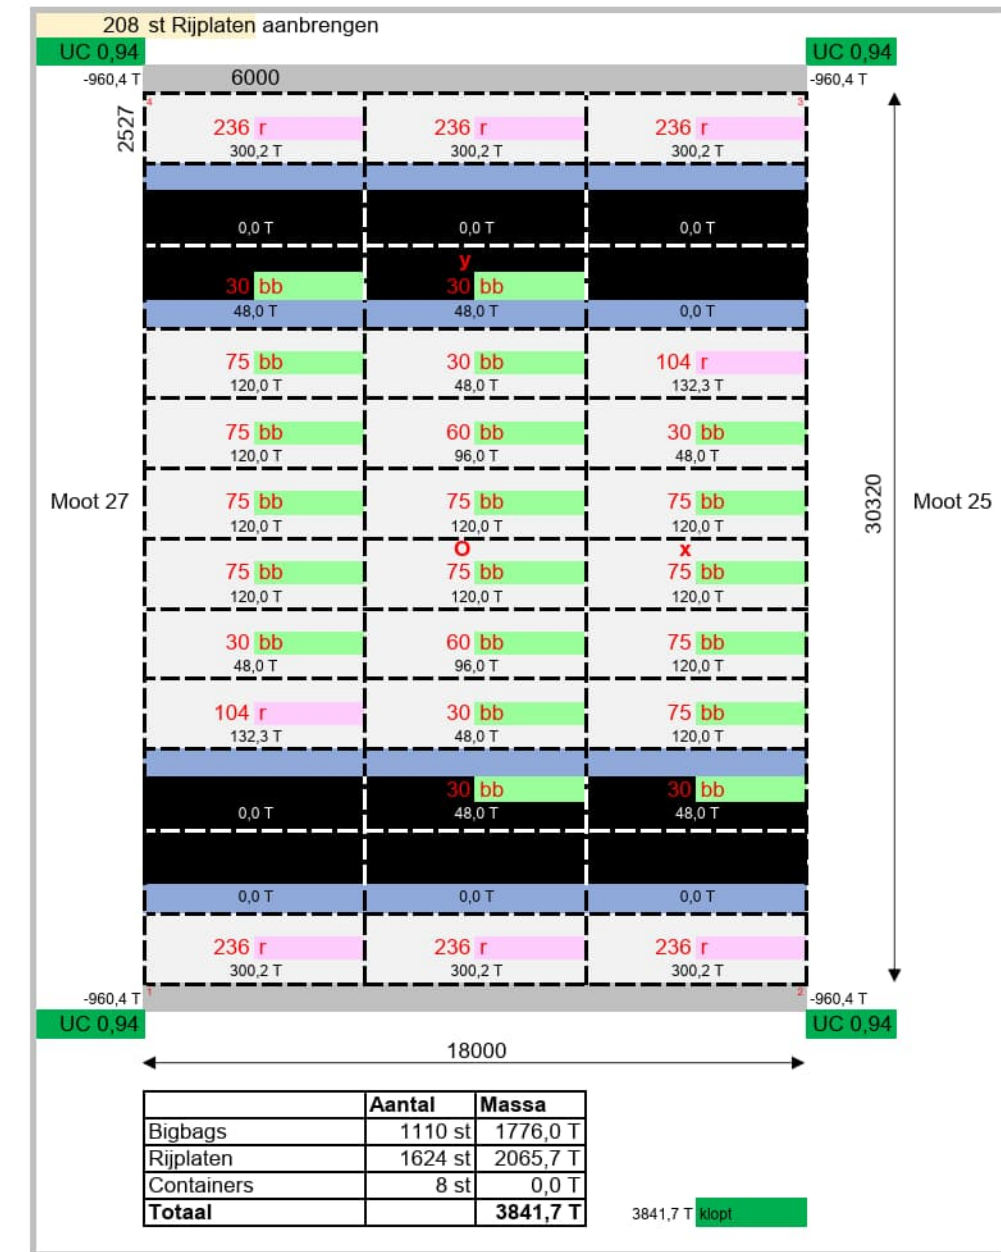 208 st Rijplaten aanbrengen
UC 0,94 UC 0,94
-960,4 T 6000 -960,4 T
4 3
2527
236 r 236 r 236 r
300,2 T 300,2 T 300,2 T
0,0 T 0,0 T 0,0 T
y
30 bb 30 bb
48,0 T 48,0 T 0,0 T
75 bb 30 bb 104 r
120,0 T 48,0 T 132,3 T
75 bb 60 bb 30 bb
120,0 T 96,0 T 48,0 T
Moot 27 75 bb 75 bb 75 bb 30320 Moot 25
120,0 T 120,0 T 120,0 T
O x
75 bb 75 bb 75 bb
120,0 T 120,0 T 120,0 T
30 bb 60 bb 75 bb
48,0 T 96,0 T 120,0 T
104 r 30 bb 75 bb
132,3 T 48,0 T 120,0 T
30 bb 30 bb
0,0 T 48,0 T 48,0 T
0,0 T 0,0 T 0,0 T
236 r 236 r 236 r
300,2 T 300,2 T 300,2 T
1 2
-960,4 T -960,4 T
UC 0,94 UC 0,94
18000
Aantal Massa
Bigbags 1110 st 1776,0 T
Rijplaten 1624 st 2065,7 T
Containers 8 st 0,0 T
Totaal 3841,7 T 3841,7 T klopt